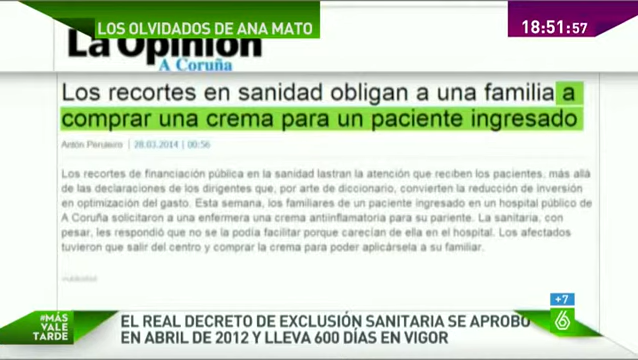 LOS OLVIDADOS DE ANA MATO
18:51:57
La Opinión
A Coruña
Los recortes en sanidad obligan a una familia a
comprar una crema para un paciente ingresado
Antón Peruleiro | 28.03.2014 | 00:56
Los recortes de financiación pública en la sanidad lastran la atención que reciben los pacientes, más allá
de las declaraciones de los dirigentes que, por arte de diccionario, convierten la reducción de inversión
en optimización del gasto. Esta semana, los familiares de un paciente ingresado en un hospital público de
A Coruña solicitaron a una enfermera una crema antiinflamatoria para su pariente. La sanitaria, con
pesar, les respondió que no se la podía facilitar porque carecían de ella en el hospital. Los afectados
tuvieron que salir del centro y comprar la crema para poder aplicársela a su familiar.
+7
6
#MÁS
VALE
TARDE
EL REAL DECRETO DE EXCLUSIÓN SANITARIA SE APROBÓ
EN ABRIL DE 2012 Y LLEVA 600 DÍAS EN VIGOR